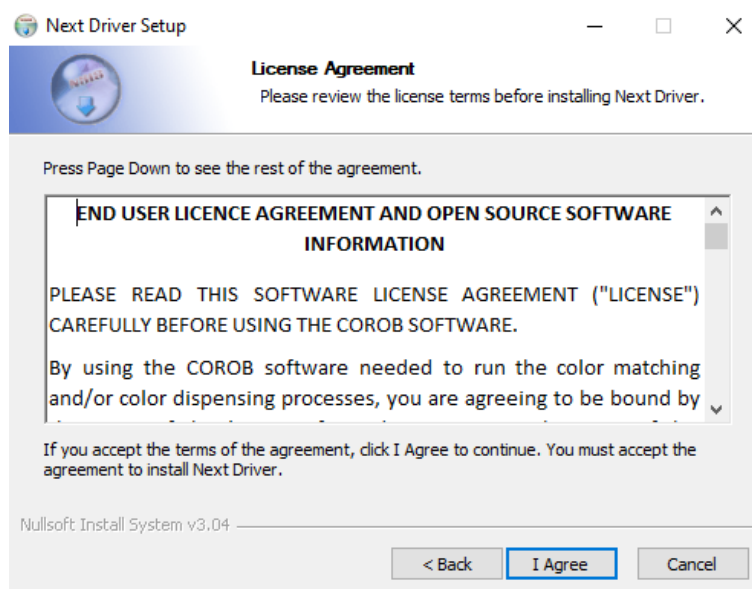 Next Driver Setup
License Agreement
Please review the license terms before installing Next Driver.
Press Page Down to see the rest of the agreement.
END USER LICENCE AGREEMENT AND OPEN SOURCE SOFTWARE
INFORMATION
PLEASE READ THIS SOFTWARE LICENSE AGREEMENT ("LICENSE")
CAREFULLY BEFORE USING THE COROB SOFTWARE.
By using the COROB software needed to run the color matching
and/or color dispensing processes, you are agreeing to be bound by
If you accept the terms of the agreement, click I Agree to continue. You must accept the
agreement to install Next Driver.
Nullsoft Install System v3.04
< Back
I Agree
Cancel